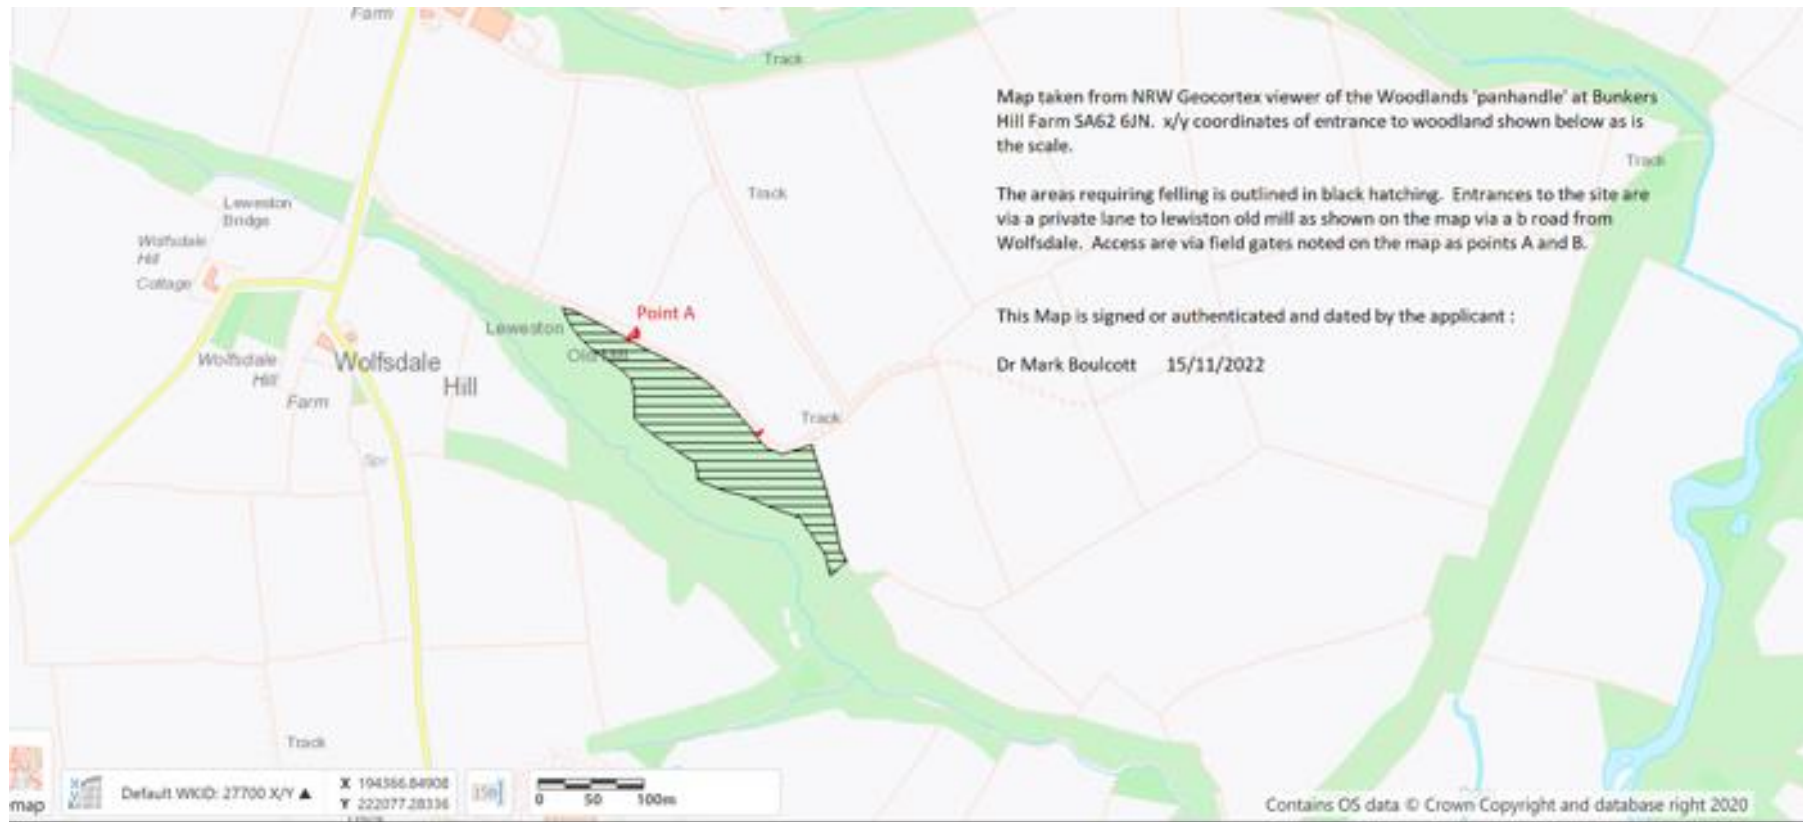 Farm
Track
Map taken from NRW Geocortex viewer of the Woodlands 'panhandle' at Bunkers
Hill Farm SA62 6JN. x/y coordinates of entrance to woodland shown below as is
the scale.
Track
Track
The areas requiring felling is outlined in black hatching. Entrances to the site are
via a private lane to lewiston old mill as shown on the map via a b road from
Wolfsdale. Access are via field gates noted on the map as points A and B.
Leweston
Bridge
Wolfsdale
Hill
Cottage
Point A
This Map is signed or authenticated and dated by the applicant :
Leweston
Old Mill
Wolfsdale
Hill
Wolfsdale
Hill
Farm
Dr Mark Boulcott 15/11/2022
Track
Spr
Track
map
Default WKID: 27700 X/Y ▲
X 194366.84908
Y 222077.28336
15m
0 50 100m
Contains OS data © Crown Copyright and database right 2020